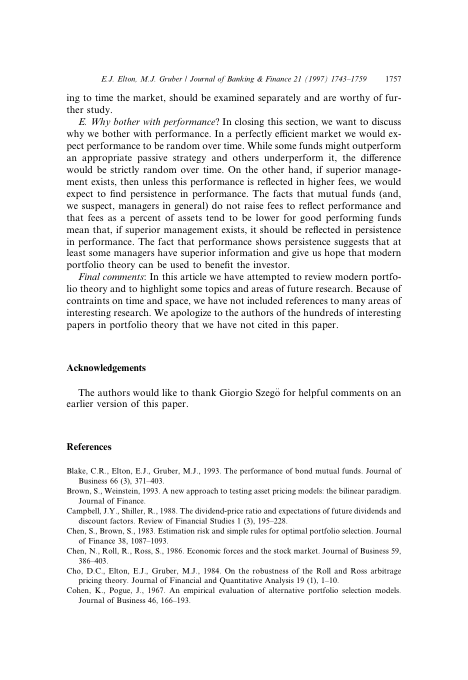 E.J. Elton, M.J. Gruber / Journal of Banking & Finance 21 (1997) 1743–1759 1757
ing to time the market, should be examined separately and are worthy of fur-
ther study.
E. Why bother with performance? In closing this section, we want to discuss
why we bother with performance. In a perfectly efficient market we would ex-
pect performance to be random over time. While some funds might outperform
an appropriate passive strategy and others underperform it, the difference
would be strictly random over time. On the other hand, if superior manage-
ment exists, then unless this performance is reflected in higher fees, we would
expect to find persistence in performance. The facts that mutual funds (and,
we suspect, managers in general) do not raise fees to reflect performance and
that fees as a percent of assets tend to be lower for good performing funds
mean that, if superior management exists, it should be reflected in persistence
in performance. The fact that performance shows persistence suggests that at
least some managers have superior information and give us hope that modern
portfolio theory can be used to benefit the investor.
Final comments: In this article we have attempted to review modern portfo-
lio theory and to highlight some topics and areas of future research. Because of
contraints on time and space, we have not included references to many areas of
interesting research. We apologize to the authors of the hundreds of interesting
papers in portfolio theory that we have not cited in this paper.
Acknowledgements
The authors would like to thank Giorgio Szegö for helpful comments on an
earlier version of this paper.
References
Blake, C.R., Elton, E.J., Gruber, M.J., 1993. The performance of bond mutual funds. Journal of
Business 66 (3), 371–403.
Brown, S., Weinstein, 1993. A new approach to testing asset pricing models: the bilinear paradigm.
Journal of Finance.
Campbell, J.Y., Shiller, R., 1988. The dividend-price ratio and expectations of future dividends and
discount factors. Review of Financial Studies 1 (3), 195–228.
Chen, S., Brown, S., 1983. Estimation risk and simple rules for optimal portfolio selection. Journal
of Finance 38, 1087–1093.
Chen, N., Roll, R., Ross, S., 1986. Economic forces and the stock market. Journal of Business 59,
386–403.
Cho, D.C., Elton, E.J., Gruber, M.J., 1984. On the robustness of the Roll and Ross arbitrage
pricing theory. Journal of Financial and Quantitative Analysis 19 (1), 1–10.
Cohen, K., Pogue, J., 1967. An empirical evaluation of alternative portfolio selection models.
Journal of Business 46, 166–193.